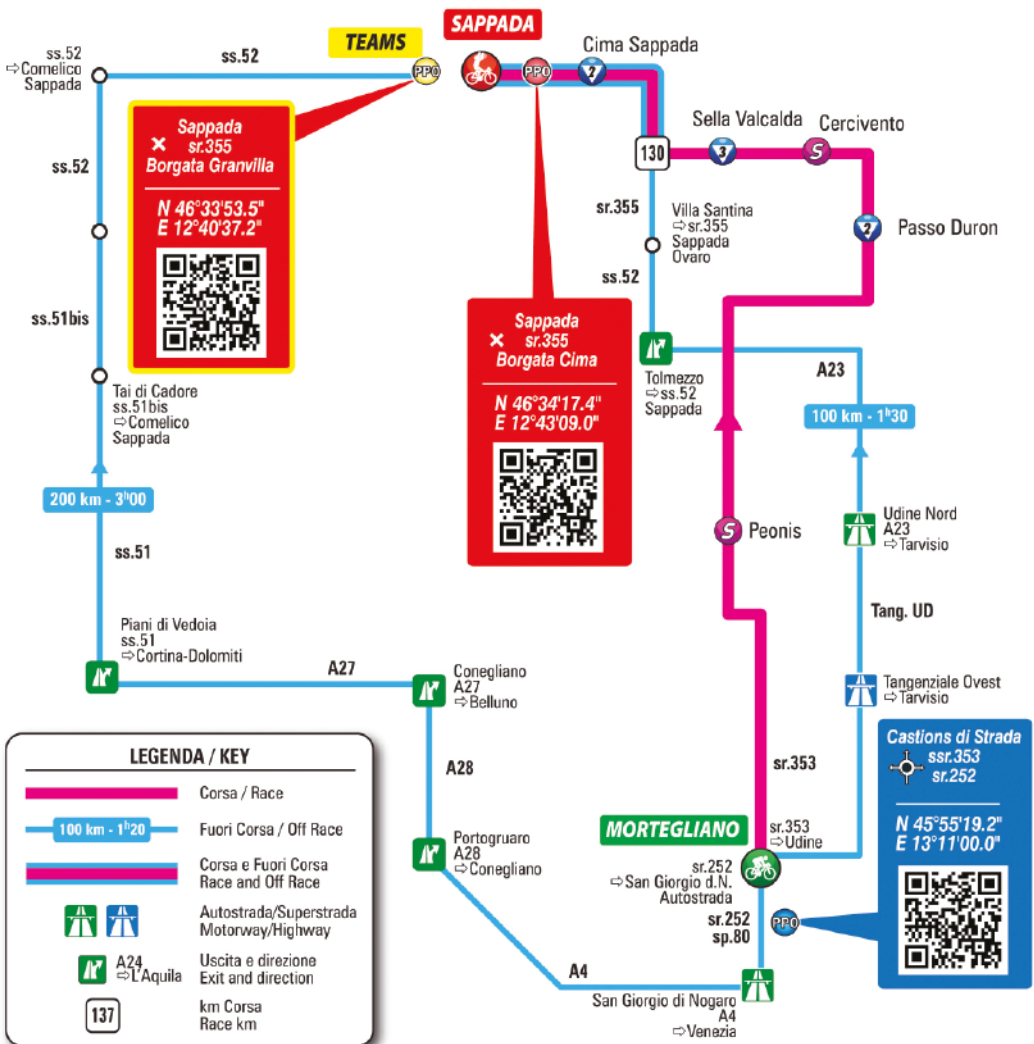 SAPPADA
TEAMS
PPO
PPO
Cima Sappada
2
ss.52
⇨Comelico
Sappada
ss.52
Sappada
sr.355
Borgata Granvilla
N 46°33'53.5"
E 12°40'37.2"
ss.52
ss.51bis
Tai di Cadore
ss.51bis
⇨Comelico
Sappada
200 km - 3h00
ss.51
Piani di Vedoia
ss.51
⇨Cortina-Dolomiti
A27
Conegliano
A27
⇨Belluno
A28
Portogruaro
A28
⇨Conegliano
A4
San Giorgio di Nogaro
A4
⇨Venezia
130
Sella Valcalda
3
Cercivento
S
2
Passo Duron
sr.355
Villa Santina
⇨sr.355
Sappada
Ovaro
ss.52
Sappada
sr.355
Borgata Cima
N 46°34'17.4"
E 12°43'09.0"
Tolmezzo
⇨ss.52
Sappada
A23
100 km - 1h30
S
Peonis
Udine Nord
A23
⇨Tarvisio
Tang. UD
Tangenziale Ovest
⇨Tarvisio
sr.353
MORTEGLIANO
sr.353
⇨Udine
sr.252
⇨San Giorgio d.N.
Autostrada
sr.252
sp.80
PPO
Castions di Strada
ssr.353
sr.252
N 45°55'19.2"
E 13°11'00.0"
LEGENDA / KEY
Corsa / Race
100 km - 1h20
Fuori Corsa / Off Race
Corsa e Fuori Corsa
Race and Off Race
Autostrada/Superstrada
Motorway/Highway
A24
⇨L'Aquila
Uscita e direzione
Exit and direction
137
km Corsa
Race km